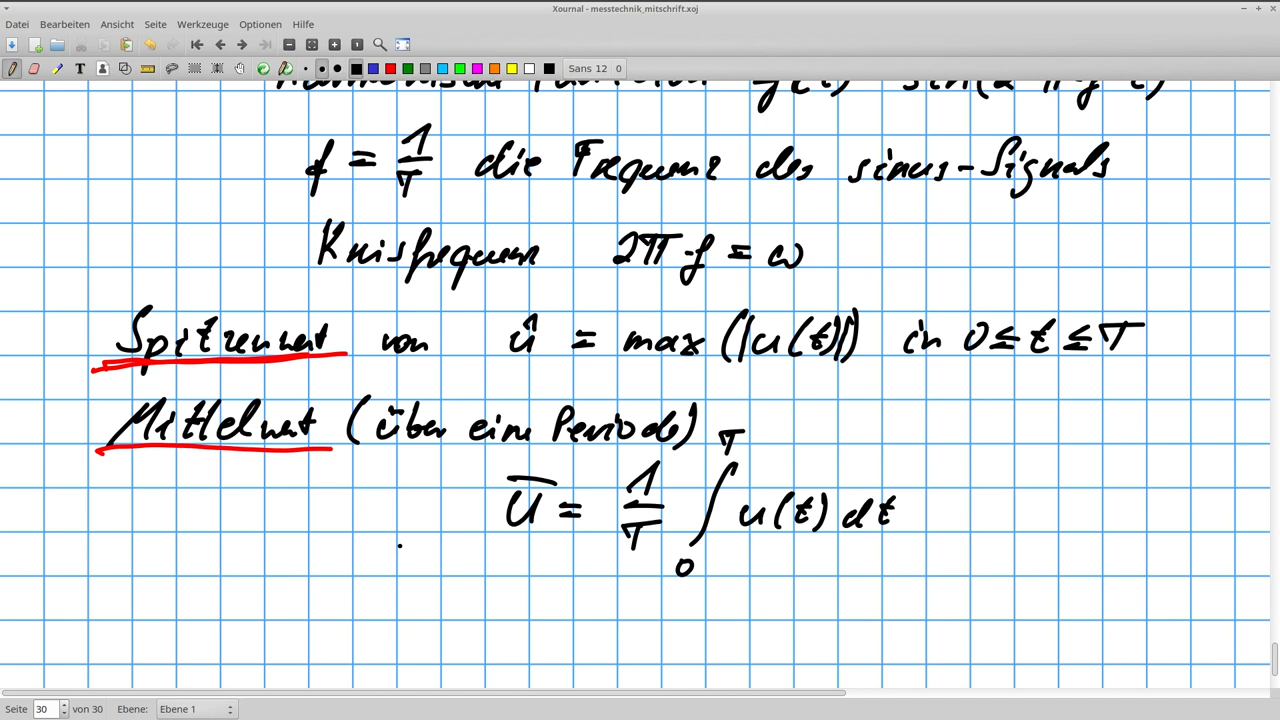 Xournal - messtechnik_mitschrift.xoj
Datei Bearbeiten Ansicht Seite Werkzeuge Optionen Hilfe
Sans 12 0
f = 1/T die Frequenz des sinus-Signals
Kreisfrequenz 2π·f = ω
Spitzenwert von û = max (|u(t)|) in 0 ≤ t ≤ T
Mittelwert (über eine Periode)
U̅ = 1/T ∫₀ᵀ u(t) dt
Seite 30 von 30 Ebene: Ebene 1